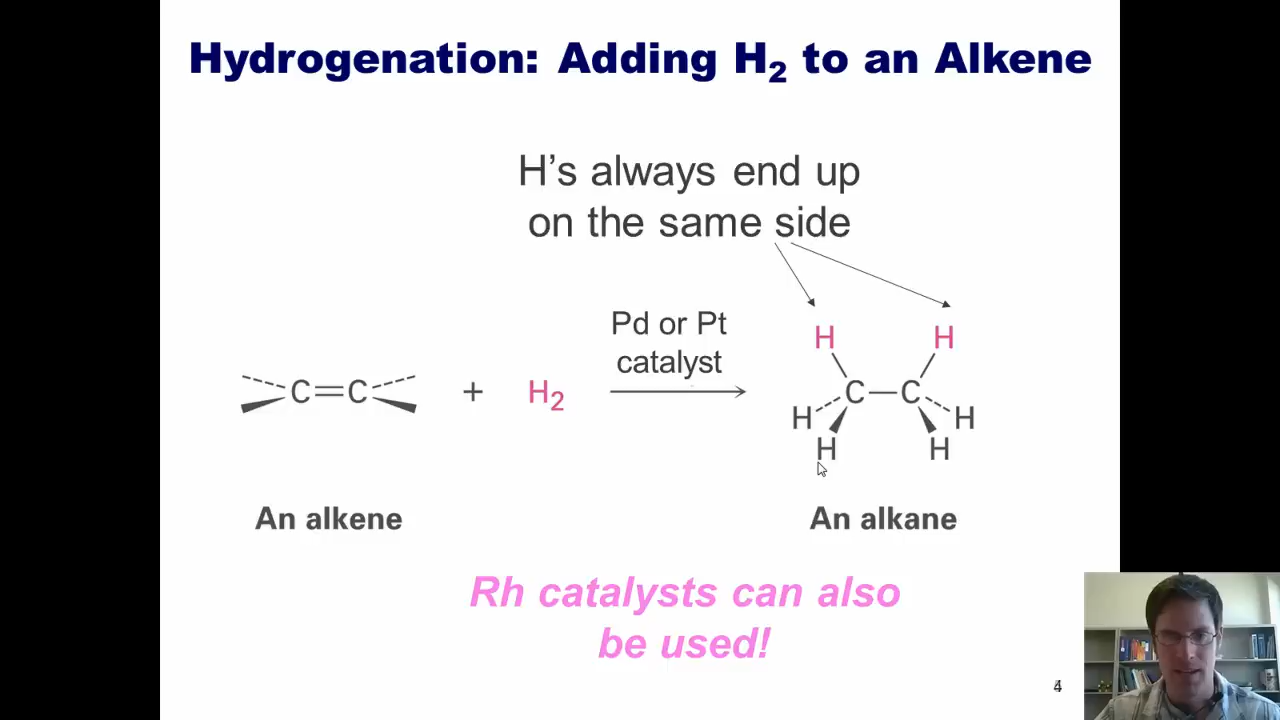 Hydrogenation: Adding H₂ to an Alkene
H's always end up
on the same side
Pd or Pt
catalyst
H H
C=C + H₂ C—C
H H
H H
An alkene An alkane
Rh catalysts can also
be used!